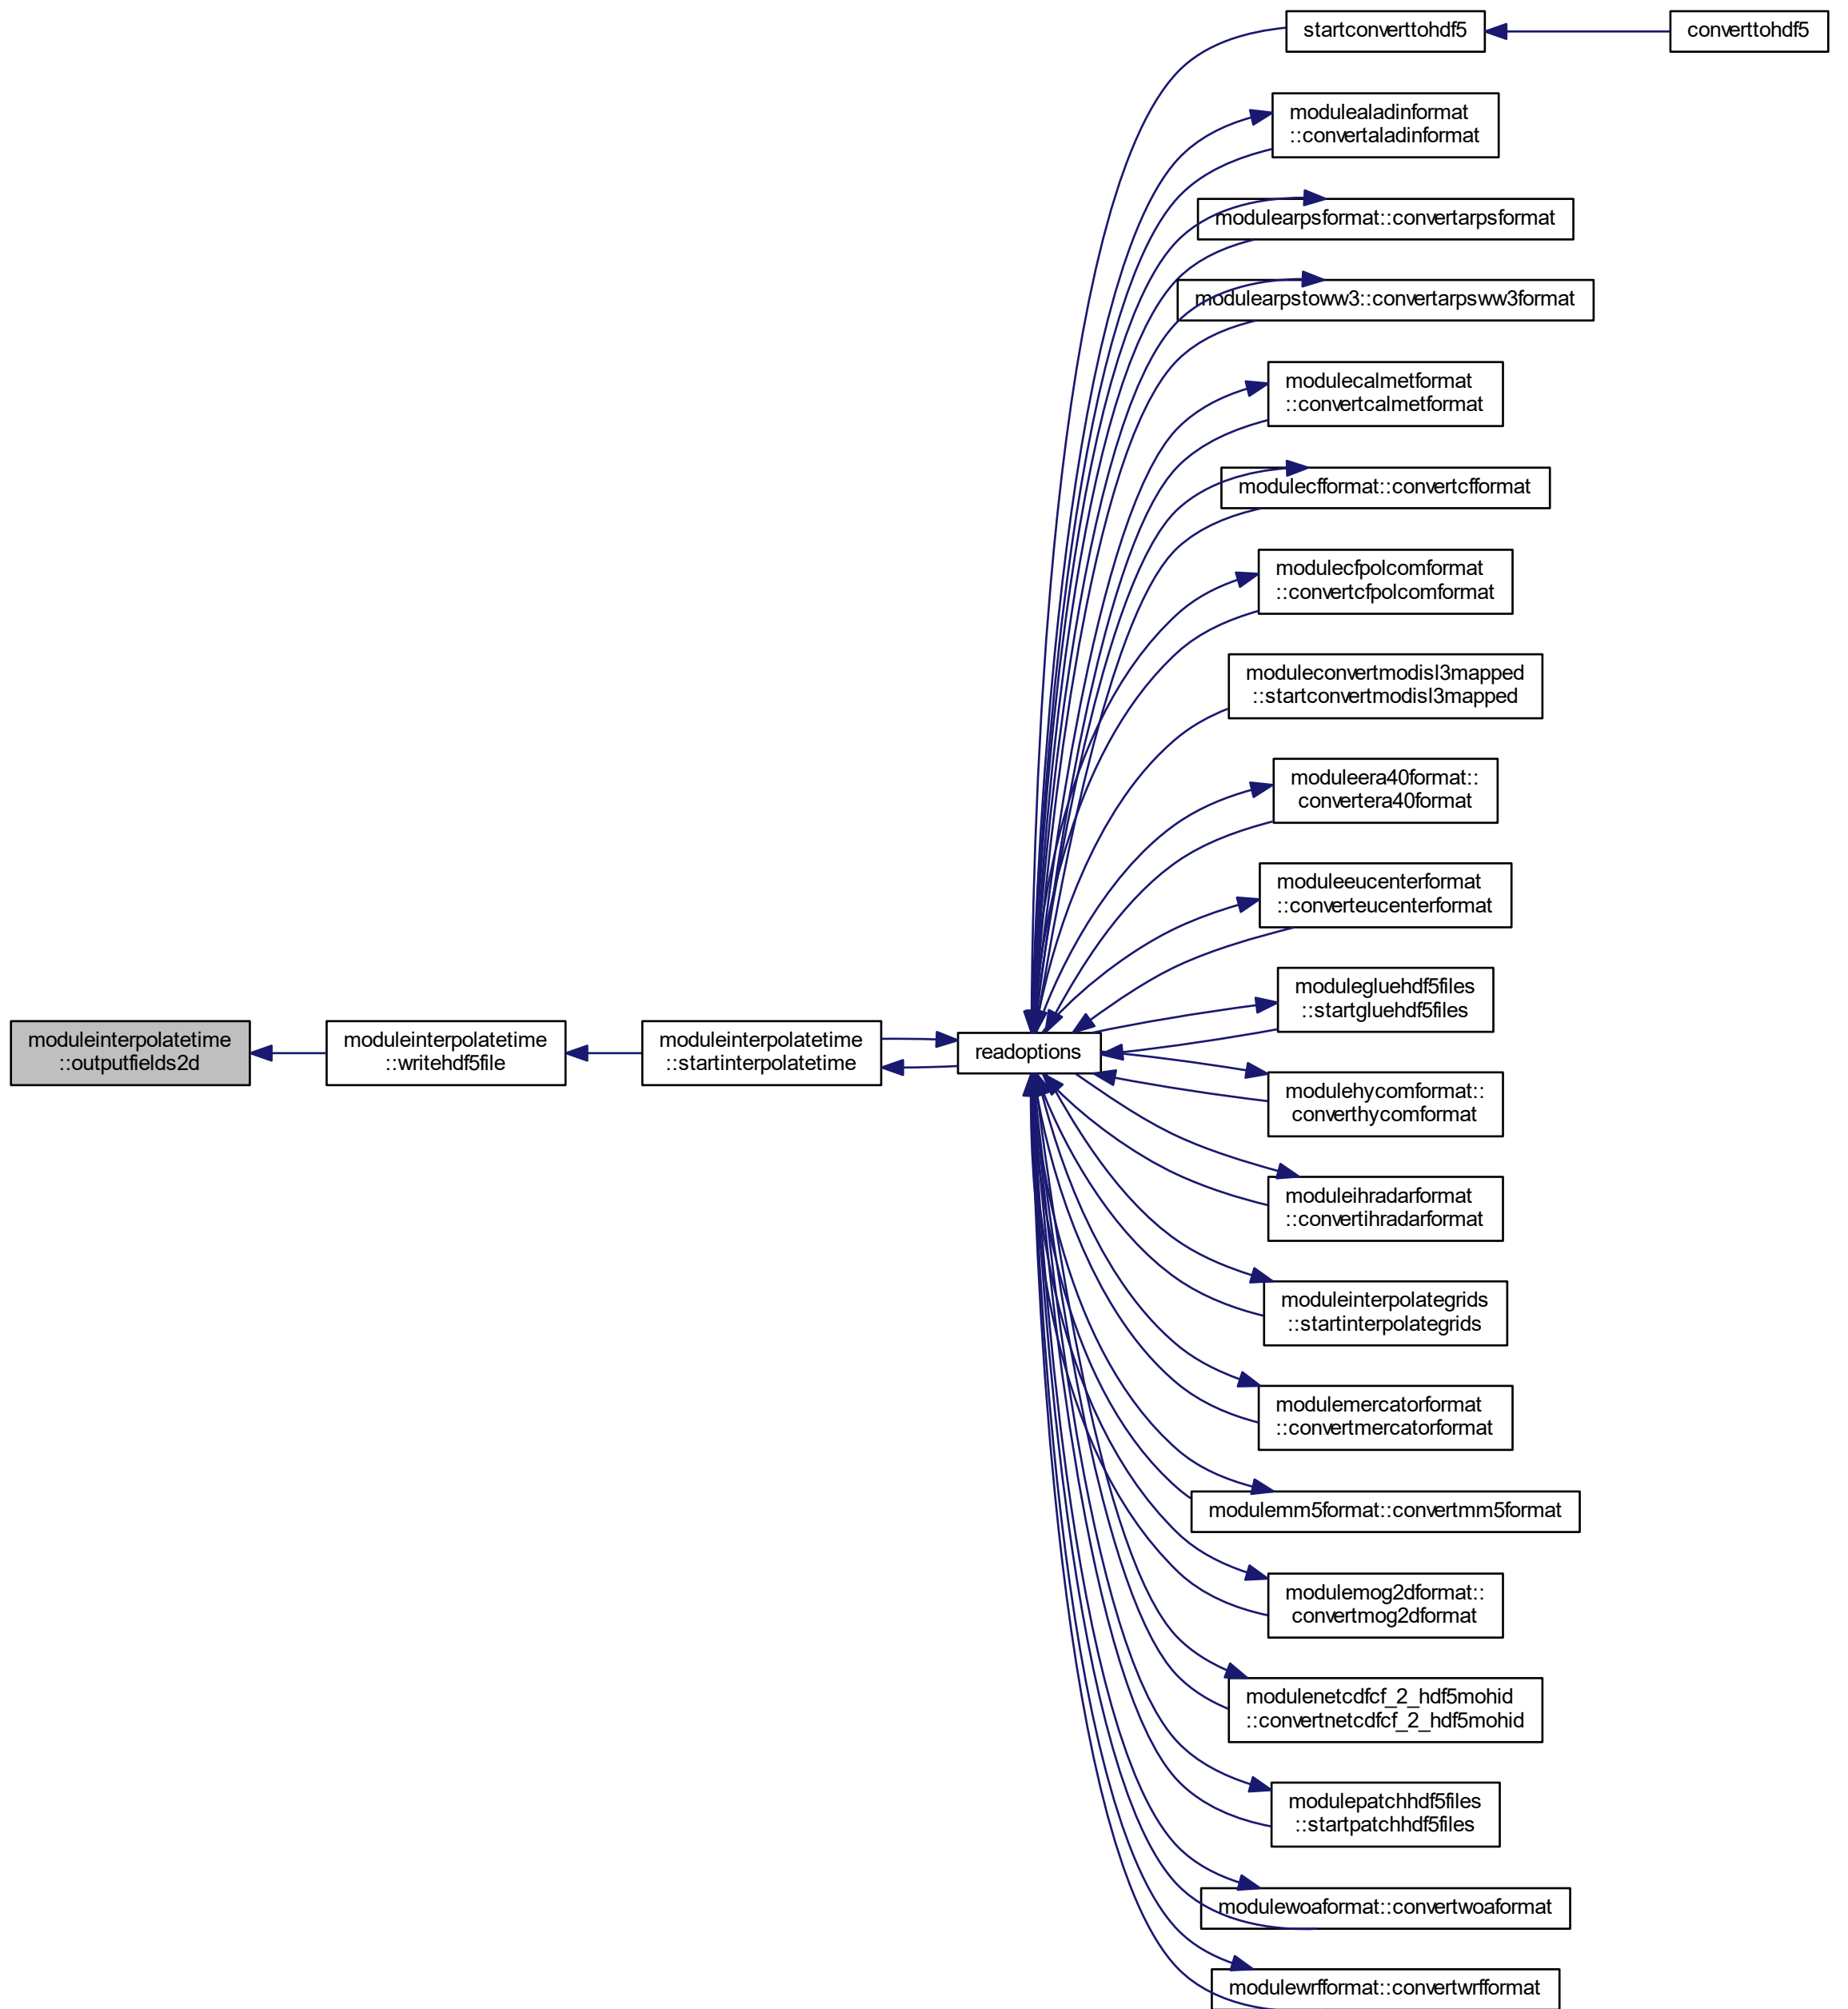 startconverttohdf5
converttohdf5
modulealadinformat
::convertaladinformat
modulearpsformat::convertarpsformat
modulearpstoww3::convertarpsww3format
modulecalmetformat
::convertcalmetformat
modulecfformat::convertcfformat
modulecfpolcomformat
::convertcfpolcomformat
moduleconvertmodisl3mapped
::startconvertmodisl3mapped
moduleera40format::
convertera40format
moduleeucenterformat
::converteucenterformat
modulegluehdf5files
::startgluehdf5files
moduleinterpolatetime
::outputfields2d
moduleinterpolatetime
::writehdf5file
moduleinterpolatetime
::startinterpolatetime
readoptions
modulehycomformat::
converthycomformat
moduleihradarformat
::convertihradarformat
moduleinterpolategrids
::startinterpolategrids
modulemercatorformat
::convertmercatorformat
modulemm5format::convertmm5format
modulemog2dformat::
convertmog2dformat
modulenetcdfcf_2_hdf5mohid
::convertnetcdfcf_2_hdf5mohid
modulepatchhdf5files
::startpatchhdf5files
modulewoaformat::convertwoaformat
modulewrfformat::convertwrfformat